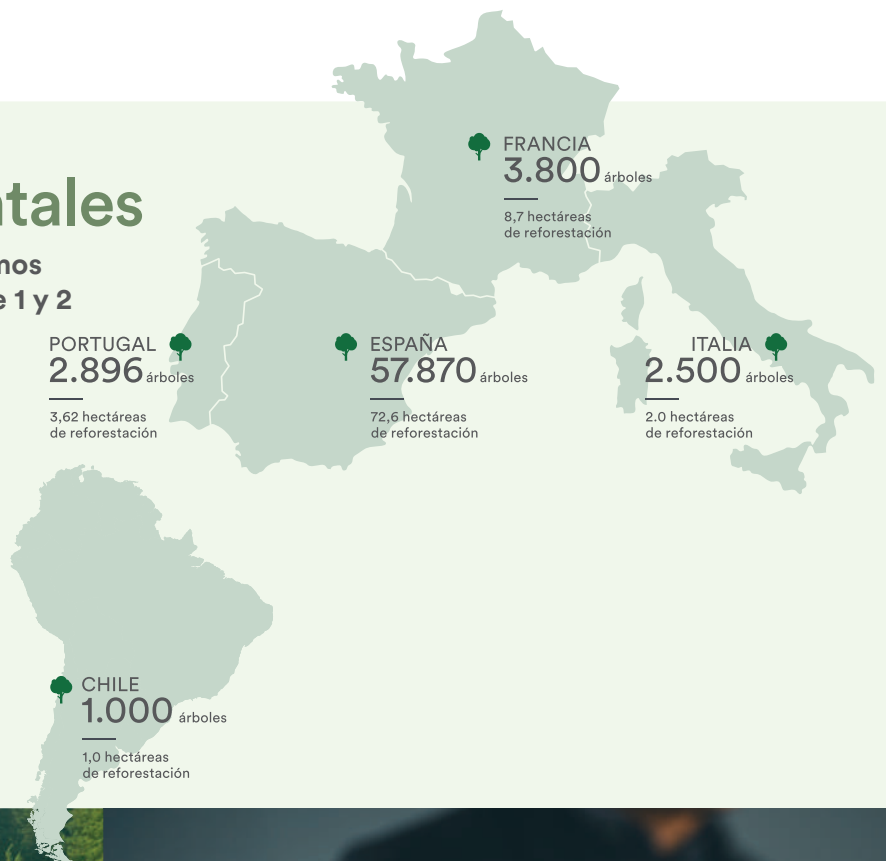 FRANCIA
3.800 árboles
8,7 hectáreas
de reforestación
e 1 y 2
PORTUGAL
2.896 árboles
3,62 hectáreas
de reforestación
ESPAÑA
57.870 árboles
72,6 hectáreas
de reforestación
ITALIA
2.500 árboles
2.0 hectáreas
de reforestación
CHILE
1.000 árboles
1,0 hectáreas
de reforestación